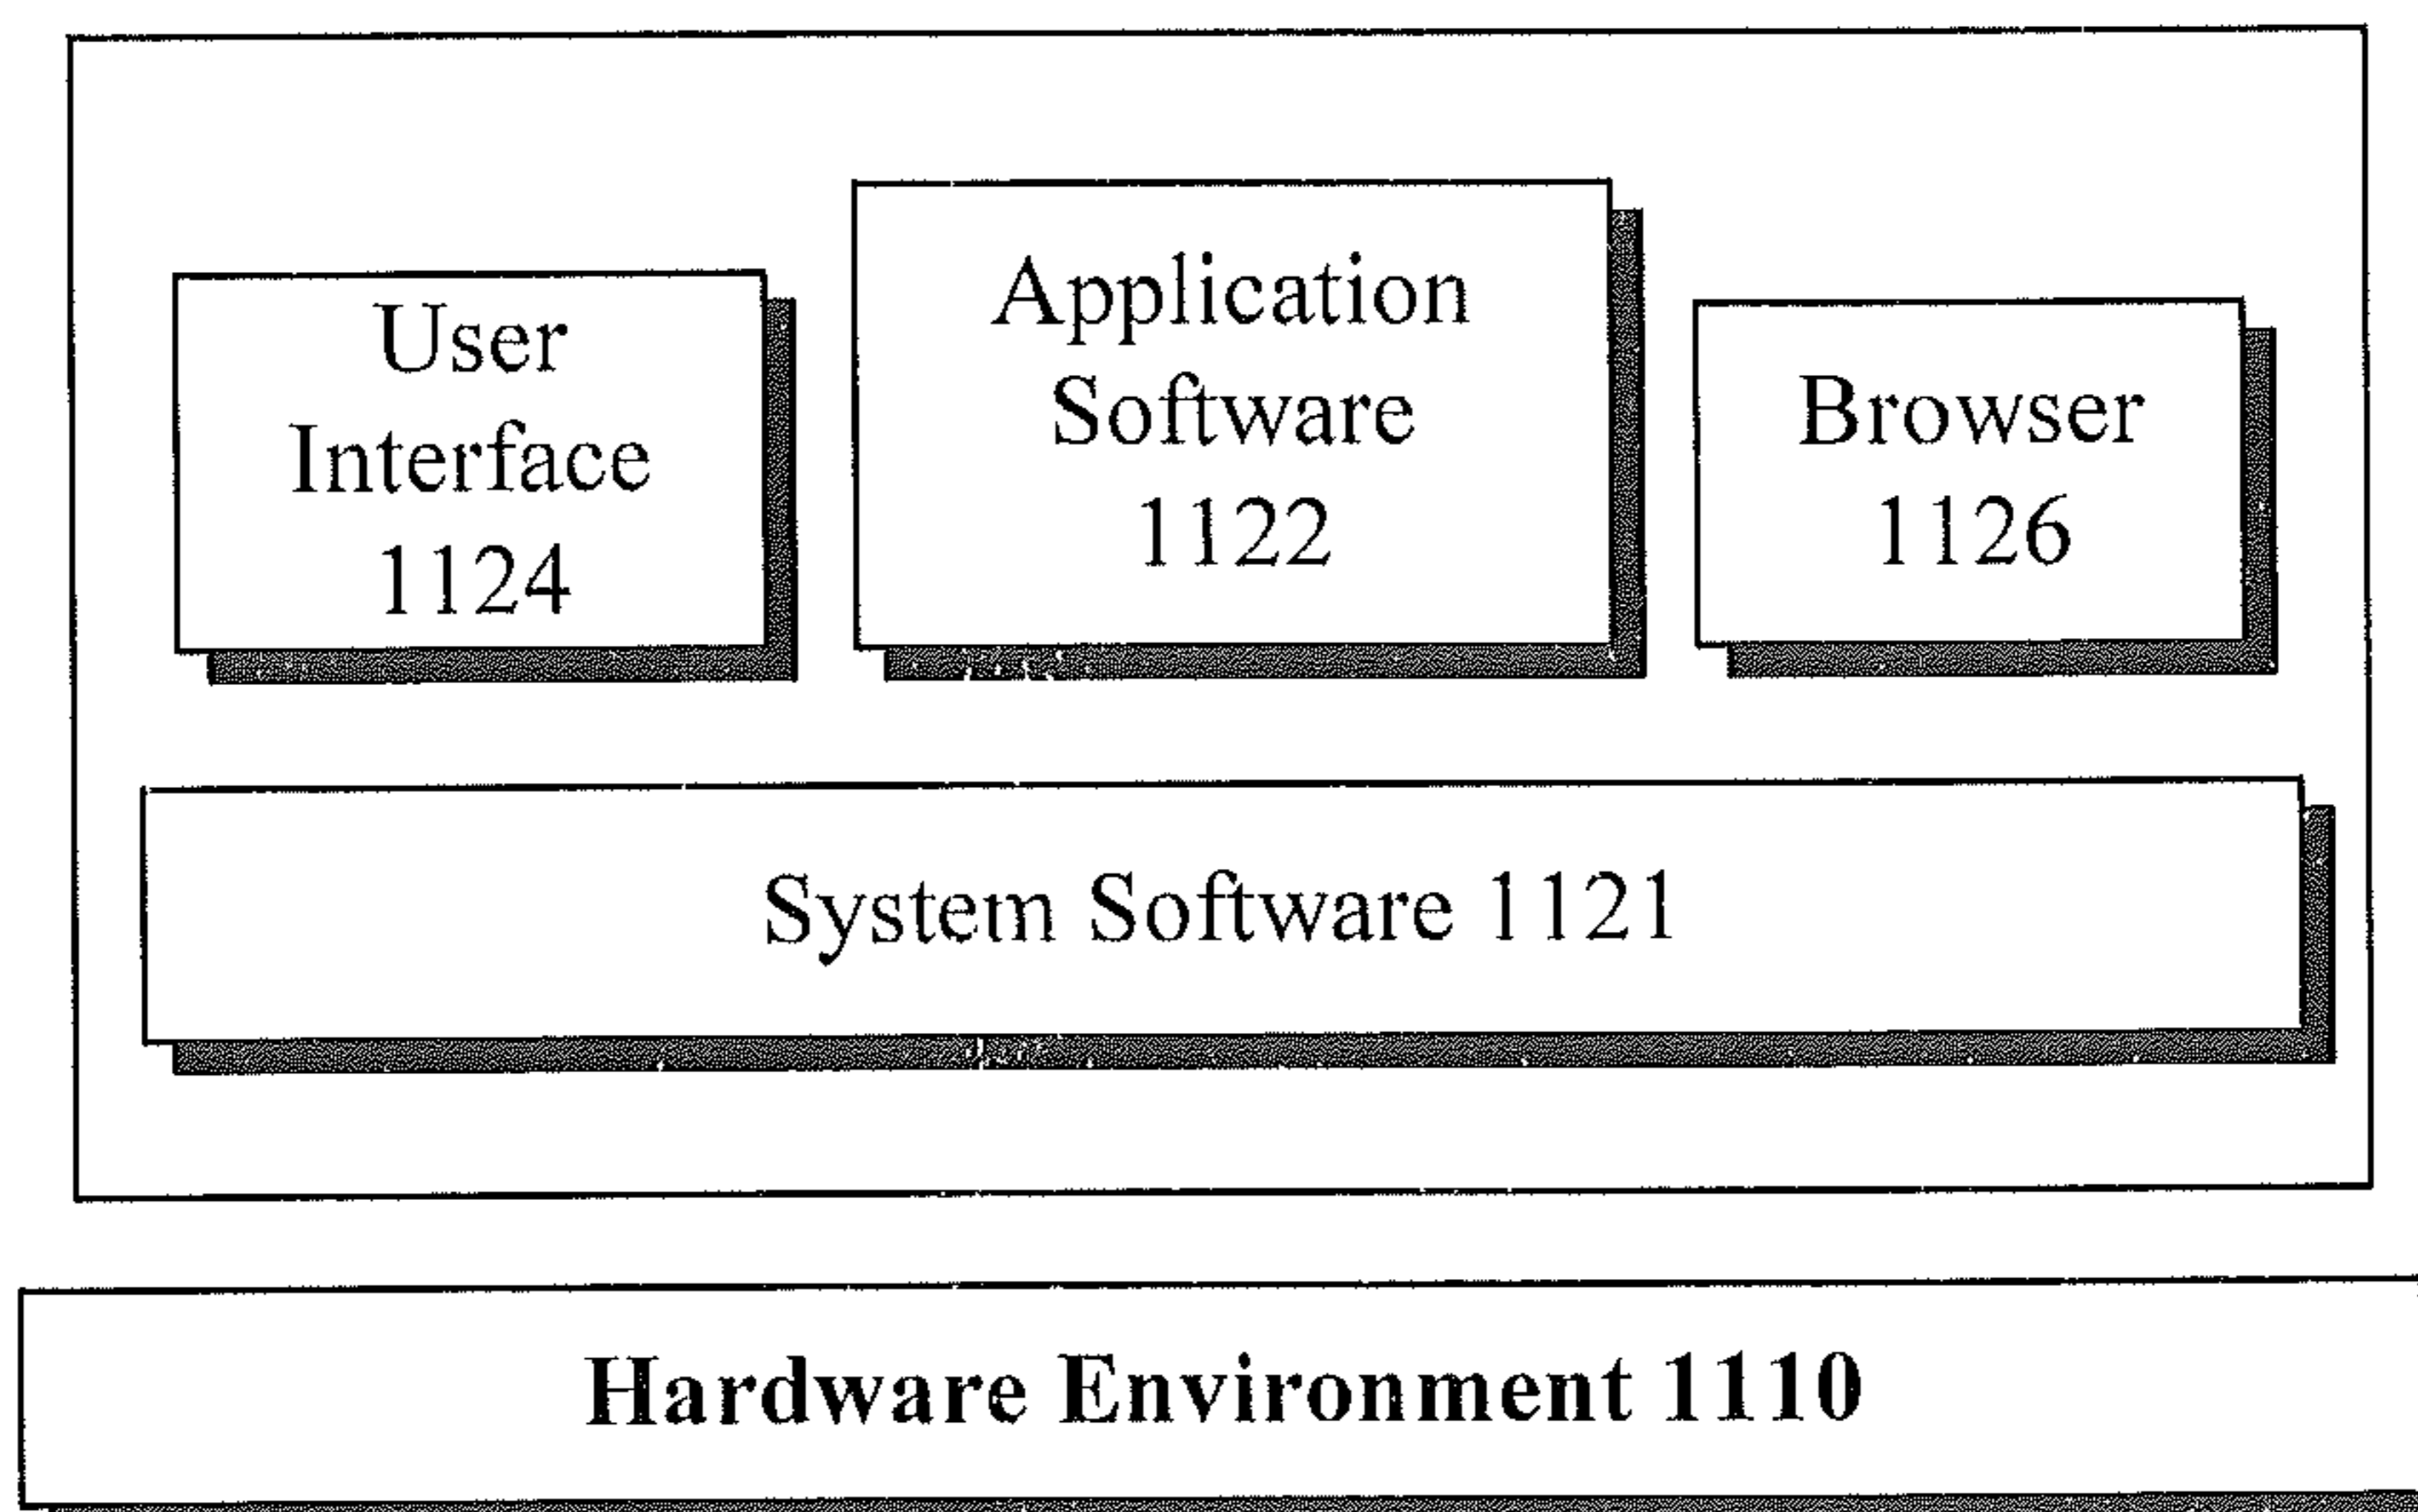 User
Interface
1124
Application
Software
1122
Browser
1126
System Software 1121
Hardware Environment 1110